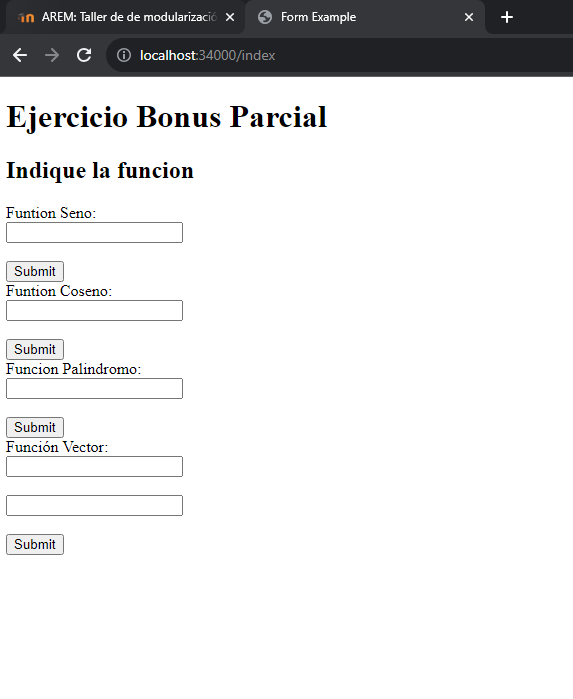 AREM: Taller de de modularizació
Form Example
localhost:34000/index
Ejercicio Bonus Parcial
Indique la funcion
Funtion Seno:
Submit
Funtion Coseno:
Submit
Funcion Palindromo:
Submit
Función Vector:
Submit